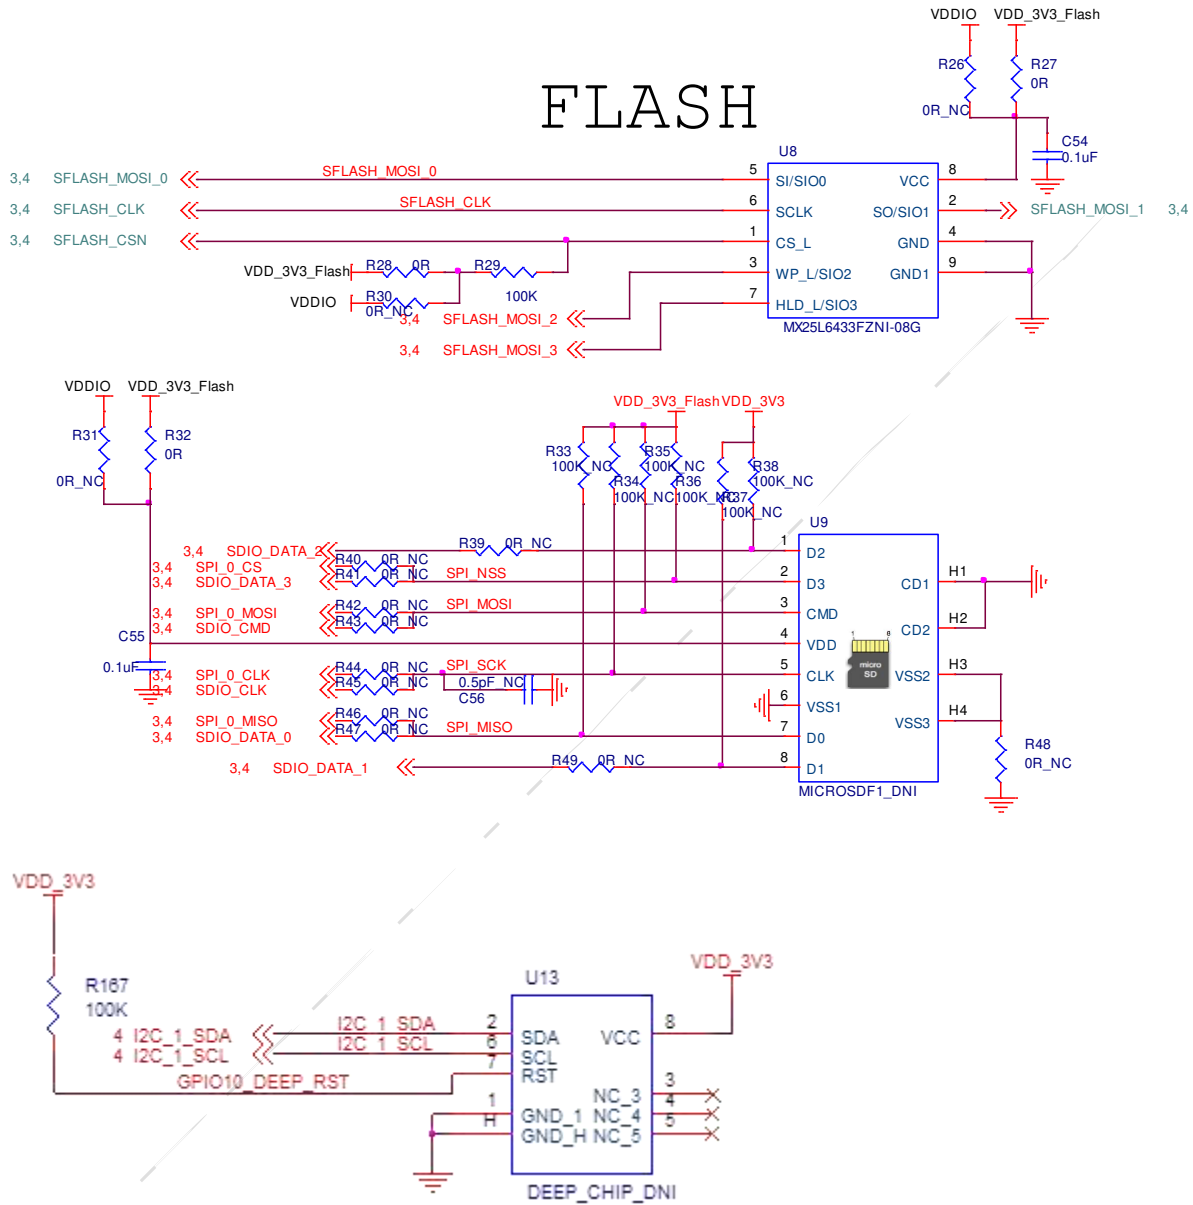 VDDIO VDD_3V3_Flash
R26 R27
0R
0R_NC
FLASH
C54
0.1uF
U8
3,4 SFLASH_MOSI_0 SFLASH_MOSI_0 5 SI/SIO0 VCC 8
3,4 SFLASH_CLK SFLASH_CLK 6 SCLK SO/SIO1 2 SFLASH_MOSI_1 3,4
3,4 SFLASH_CSN 1 CS_L GND 4
VDD_3V3_Flash R28 0R R29 3 WP_L/SIO2 GND1 9
100K
VDDIO R30 7 HLD_L/SIO3
0R_NC
3,4 SFLASH_MOSI_2
MX25L6433FZNI-08G
3,4 SFLASH_MOSI_3
VDDIO VDD_3V3_Flash
VDD_3V3_Flash VDD_3V3
R31 R32
0R
0R_NC
R33 R35
100K_NC 100K_NC
R38
100K_NC
R34 R36
100K_NC 100K_NC R37
100K_NC
U9
3,4 SDIO_DATA_2 R39 0R_NC 1 D2
3,4 SPI_0_CS R40 0R_NC
3,4 SDIO_DATA_3 R41 0R_NC SPI_NSS 2 D3 CD1 H1
3,4 SPI_0_MOSI R42 0R_NC SPI_MOSI 3 CMD
3,4 SDIO_CMD R43 0R_NC CD2 H2
C55
0.1uF
4 VDD
micro
SD
1 8
3,4 SPI_0_CLK R44 0R_NC SPI_SCK 5 CLK VSS2 H3
3,4 SDIO_CLK R45 0R_NC 0.5pF_NC
C56
6 VSS1
3,4 SPI_0_MISO R46 0R_NC VSS3 H4
3,4 SDIO_DATA_0 R47 0R_NC SPI_MISO 7 D0
R48
0R_NC
3,4 SDIO_DATA_1 R49 0R_NC 8 D1
MICROSDF1_DNI
VDD_3V3
VDD_3V3
U13
R167
100K
4 I2C_1_SDA I2C_1_SDA 2 SDA VCC 8
4 I2C_1_SCL I2C_1_SCL 6 SCL
GPIO10_DEEP_RST 7 RST
NC_3 3
1 GND_1 NC_4 4
H GND_H NC_5 5
DEEP_CHIP_DNI